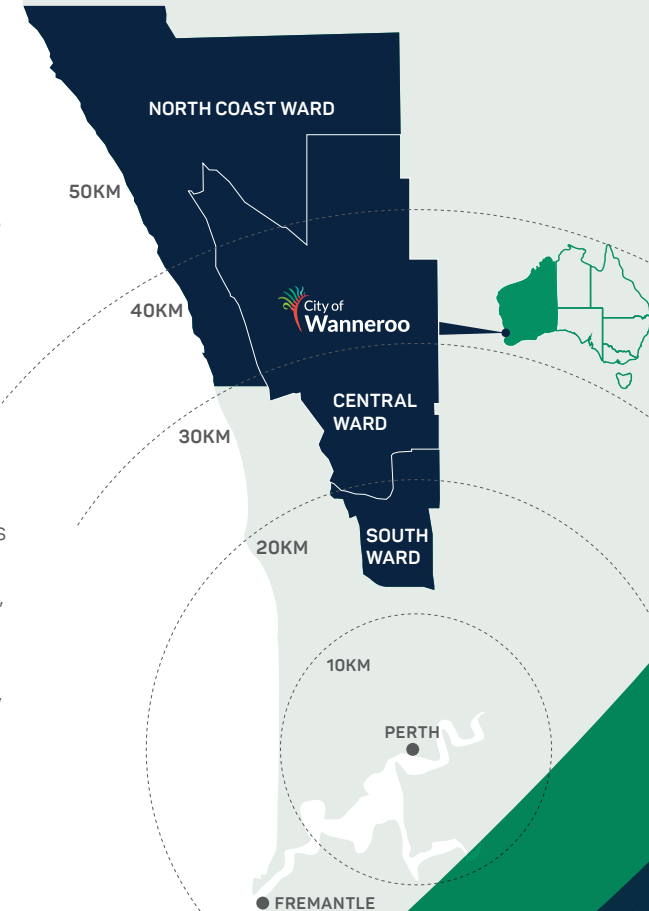 NORTH COAST WARD
50KM
City of
Wanneroo
40KM
CENTRAL
WARD
30KM
SOUTH
WARD
20KM
10KM
PERTH
FREMANTLE